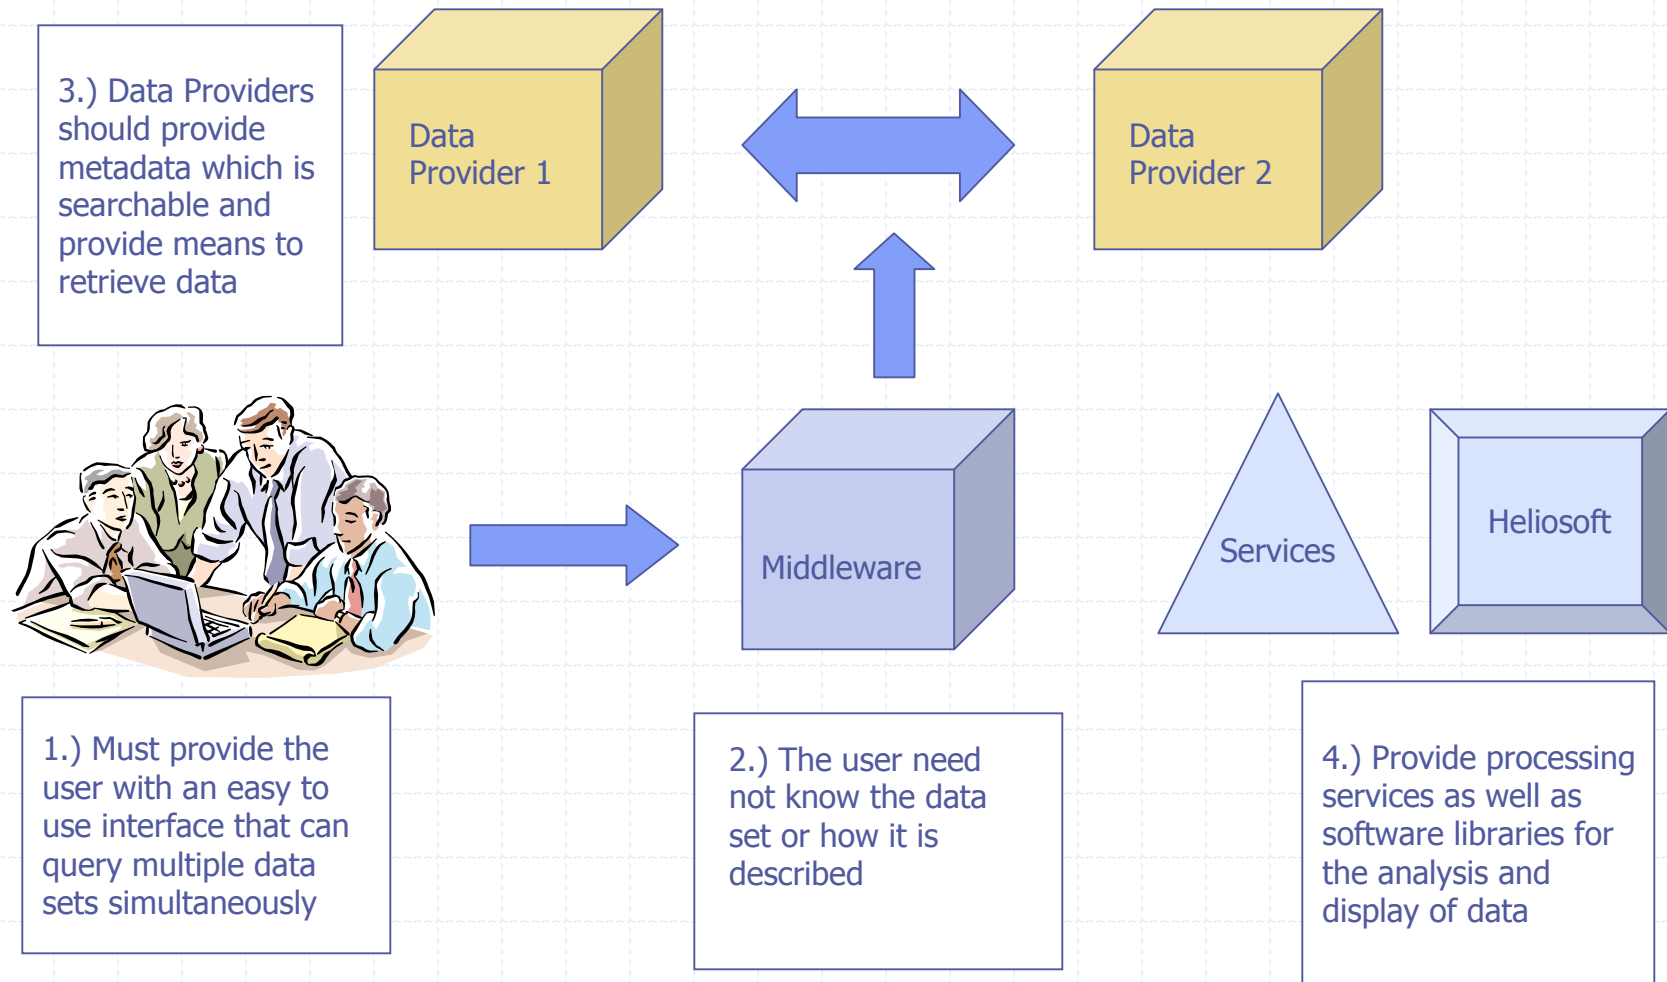 3.) Data Providers
should provide
metadata which is
searchable and
provide means to
retrieve data
Data
Provider 1
Data
Provider 2
Middleware
Services
Heliosoft
1.) Must provide the
user with an easy to
use interface that can
query multiple data
sets simultaneously
2.) The user need
not know the data
set or how it is
described
4.) Provide processing
services as well as
software libraries for
the analysis and
display of data